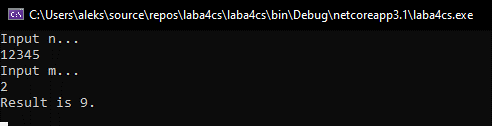 C:\Users\aleks\source\repos\laba4cs\laba4cs\bin\Debug\netcoreapp3.1\laba4cs.exe
Input n...
12345
Input m...
2
Result is 9.